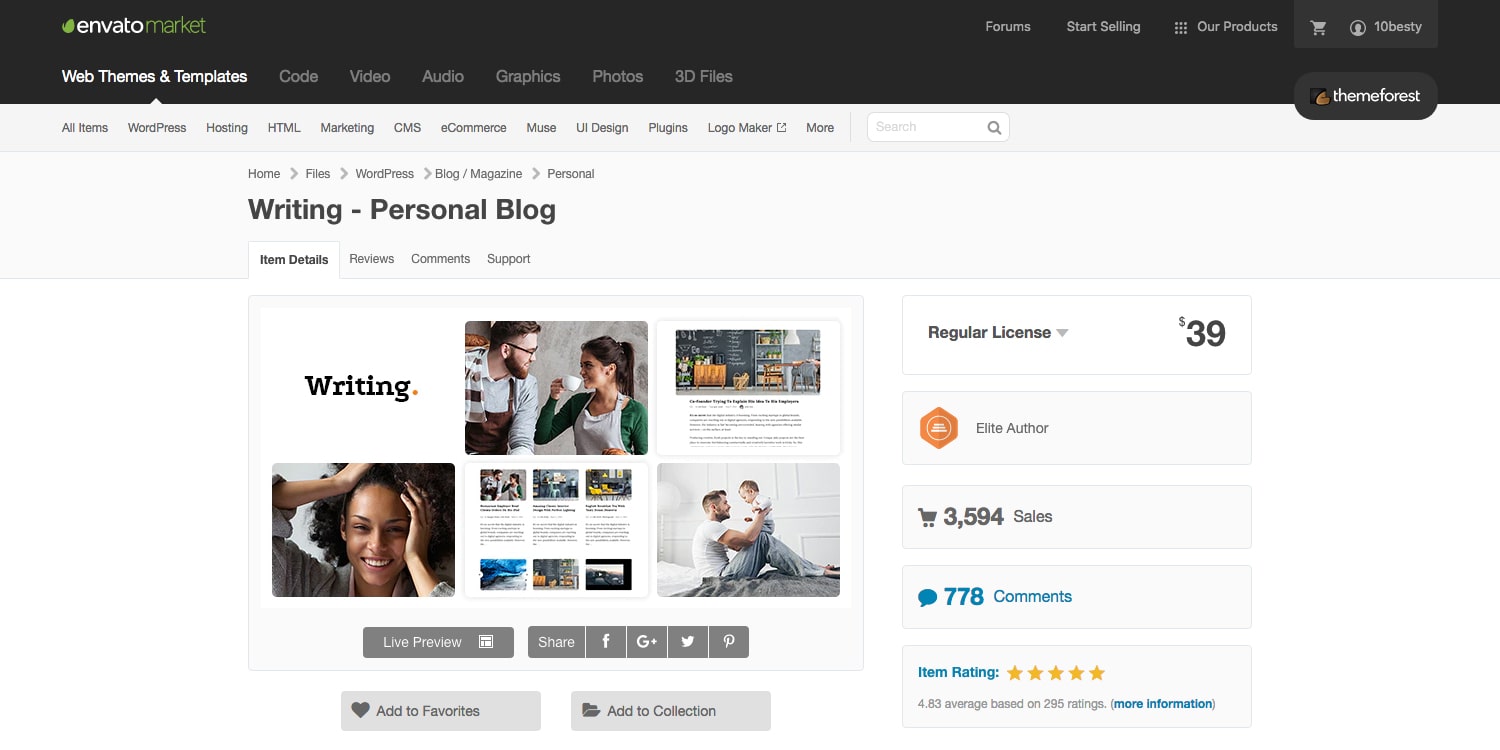 envato market
Forums Start Selling Our Products 10besty
Web Themes & Templates Code Video Audio Graphics Photos 3D Files
themeforest
All Items WordPress Hosting HTML Marketing CMS eCommerce Muse UI Design Plugins Logo Maker More Search
Home Files WordPress Blog / Magazine Personal
Writing - Personal Blog
Item Details Reviews Comments Support
Writing.
Co-founder Trying To Explain His Idea To His Employers
Regular License $39
Elite Author
3,594 Sales
778 Comments
Item Rating:
4.83 average based on 295 ratings. (more information)
Live Preview Share f G+
Add to Favorites Add to Collection